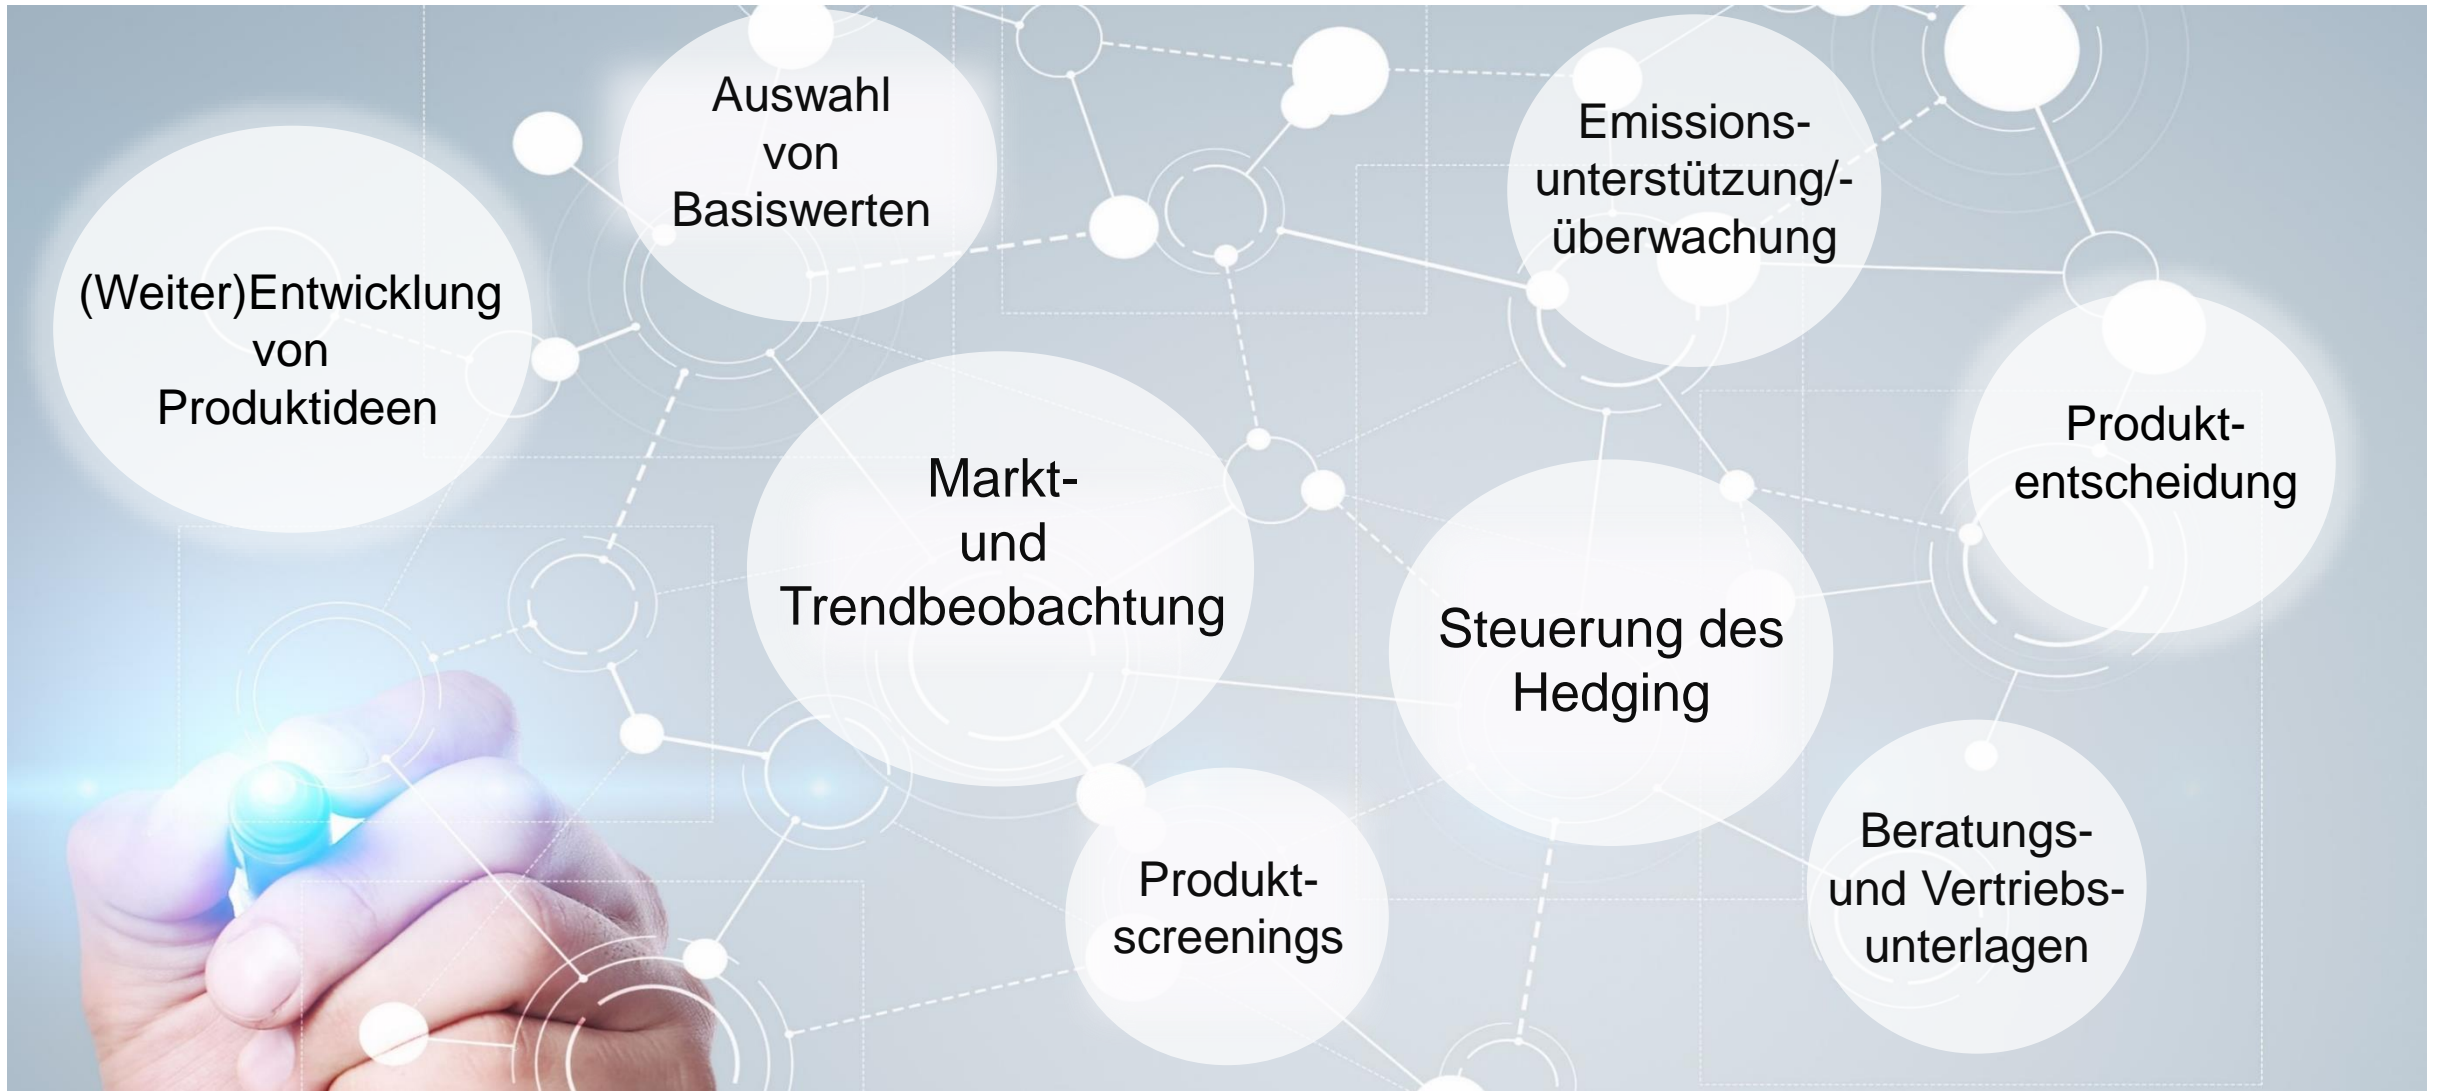 (Weiter)Entwicklung
von
Produktideen
Auswahl
von
Basiswerten
Markt-
und
Trendbeobachtung
Produkt-
screenings
Emissions-
unterstützung/-
überwachung
Steuerung des
Hedging
Produkt-
entscheidung
Beratungs-
und Vertriebs-
unterlagen